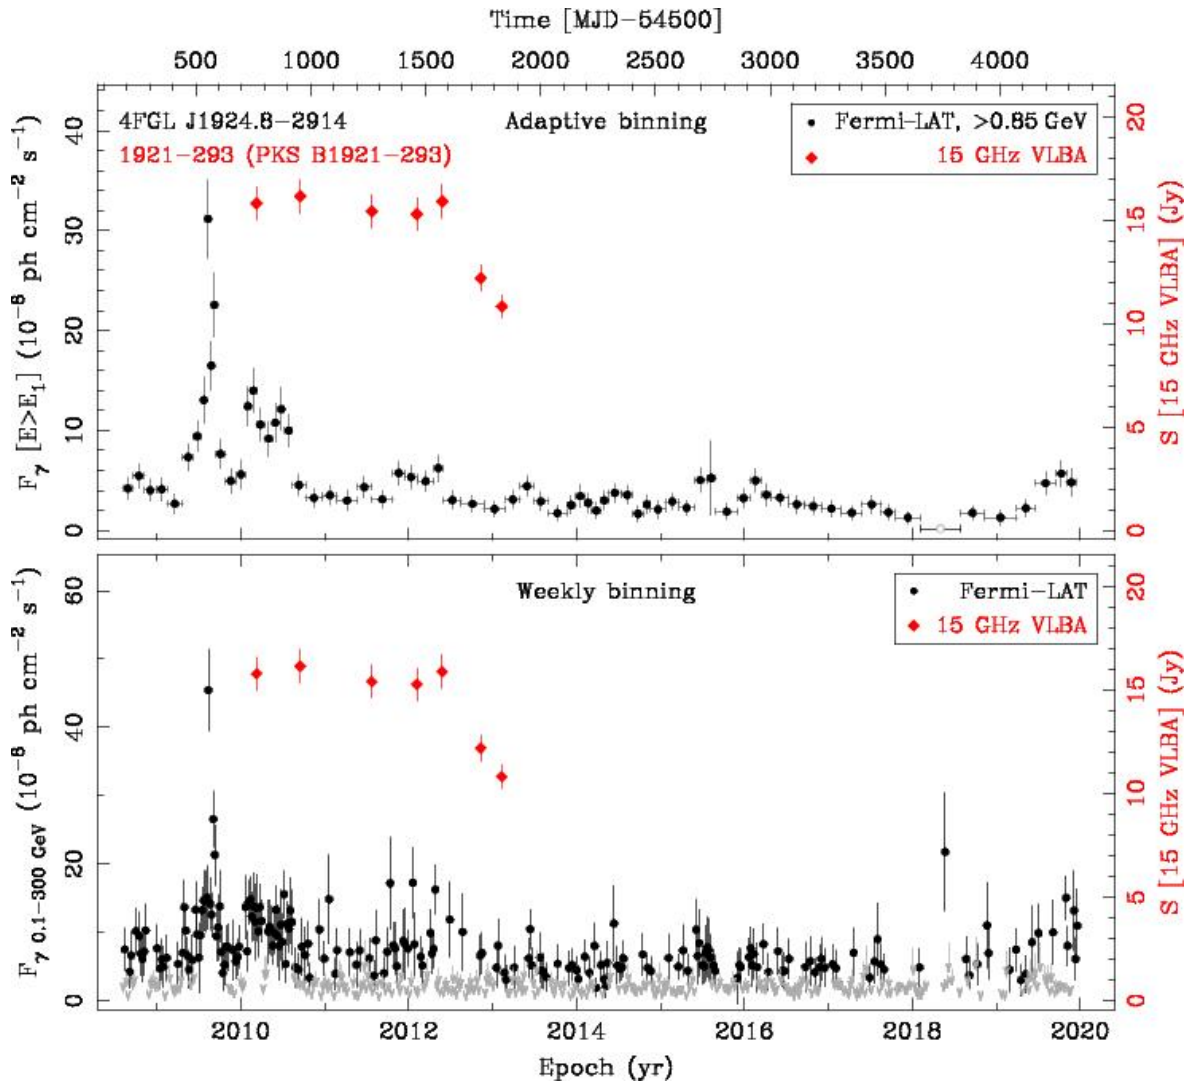 Time [MJD−54500]
500 1000 1500 2000 2500 3000 3500 4000
4FGL J1924.8−2914
1921−293 (PKS B1921−293)
Adaptive binning
Fermi−LAT, >0.85 GeV
15 GHz VLBA
F_γ [E>E_1] (10^−8 ph cm^−2 s^−1)
40
30
20
10
0
20
15
10
5
0
S [15 GHz VLBA] (Jy)
Weekly binning
Fermi−LAT
15 GHz VLBA
F_γ 0.1−300 GeV (10^−8 ph cm^−2 s^−1)
60
40
20
0
20
15
10
5
0
S [15 GHz VLBA] (Jy)
2010 2012 2014 2016 2018 2020
Epoch (yr)